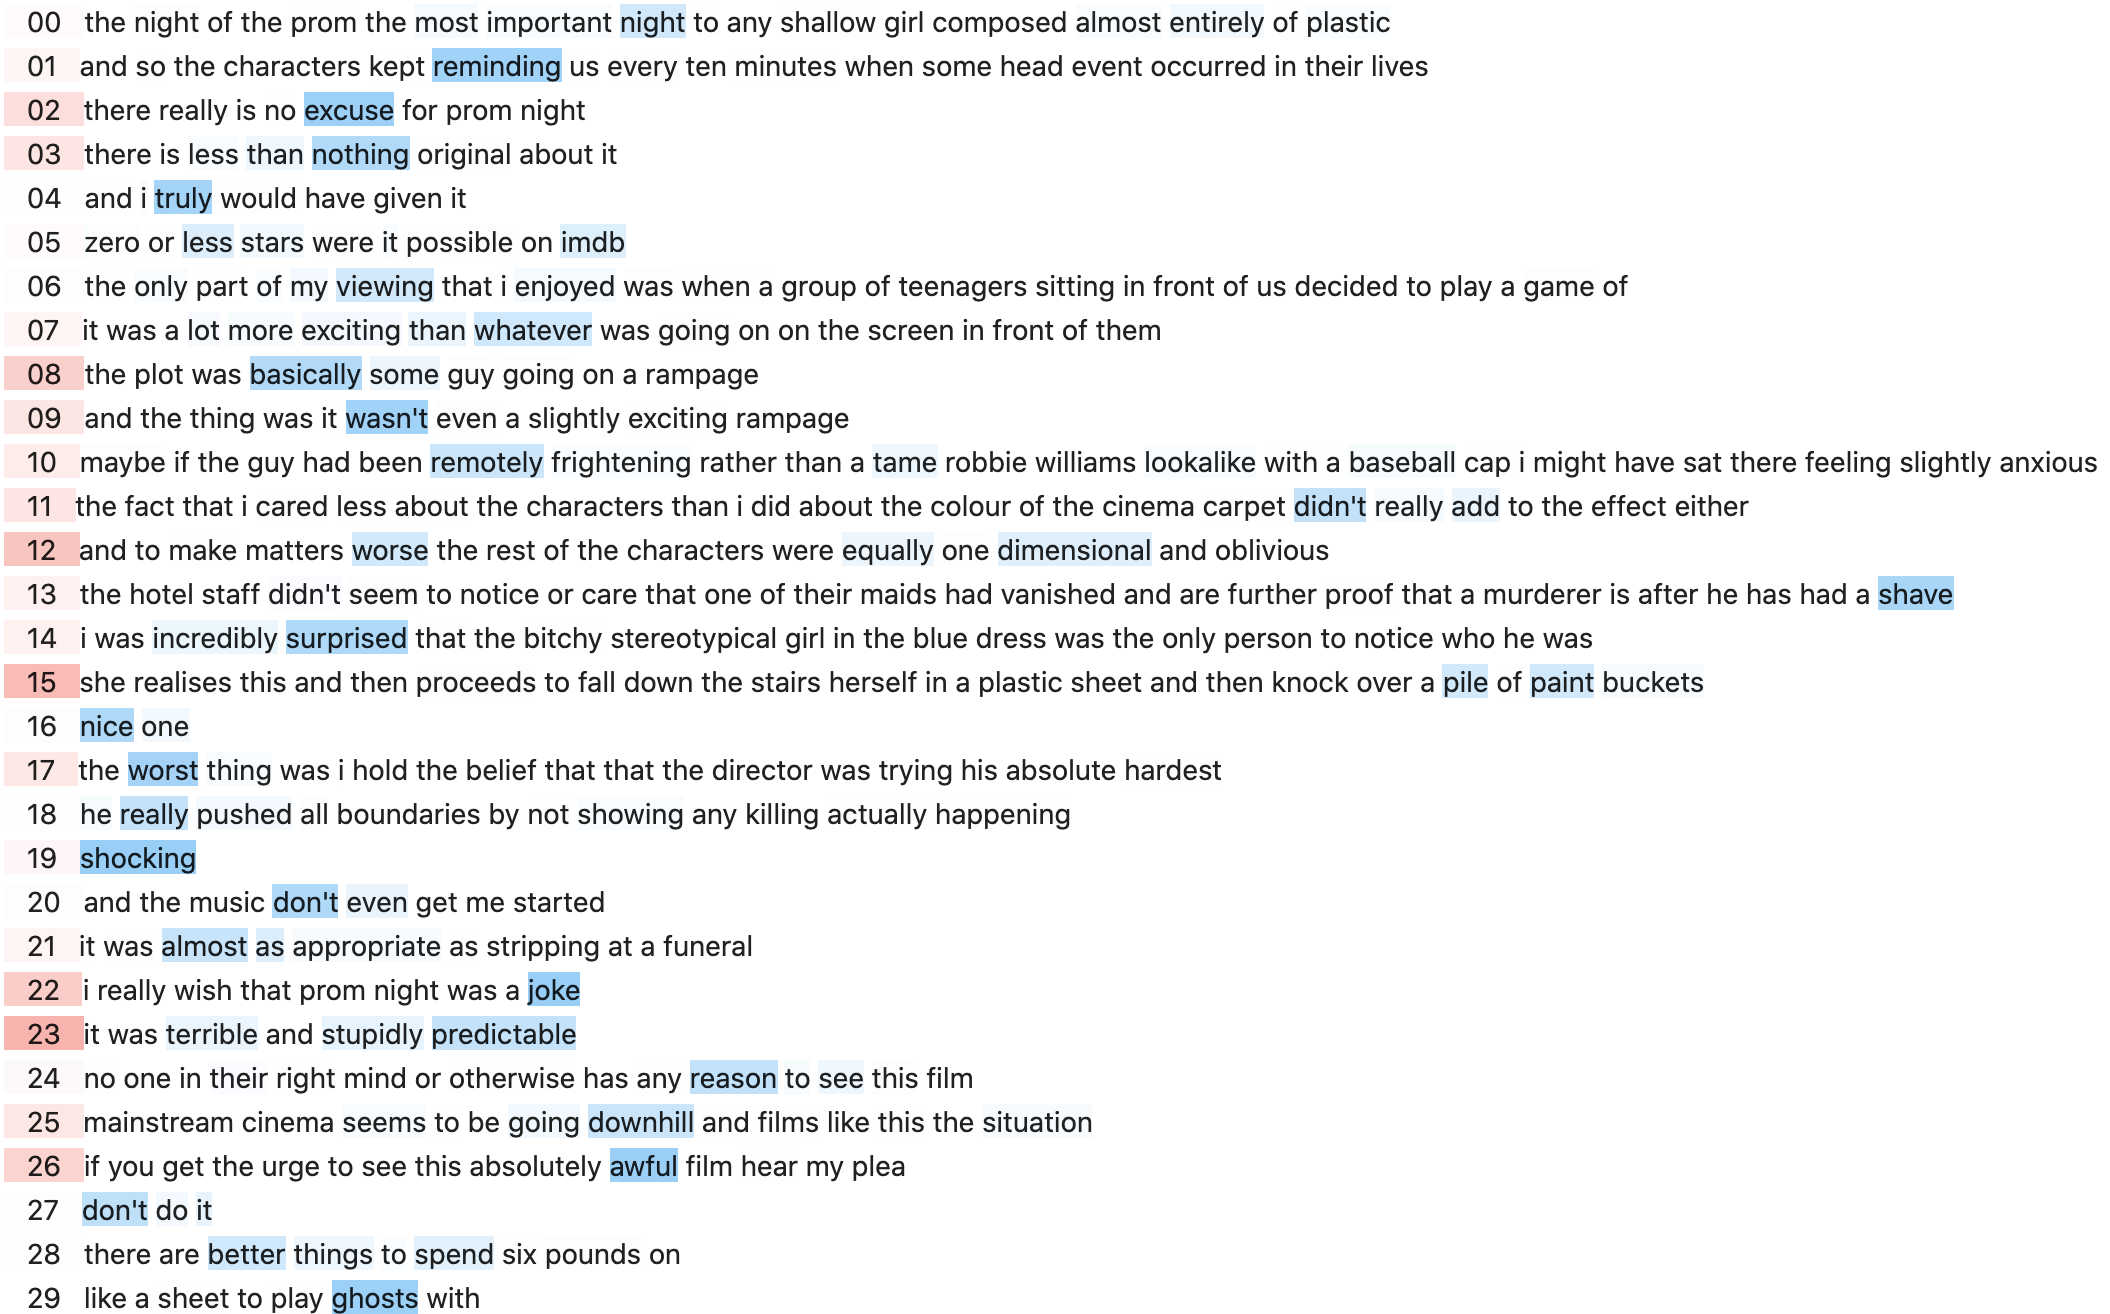 00 the night of the prom the most important night to any shallow girl composed almost entirely of plastic
01 and so the characters kept reminding us every ten minutes when some head event occurred in their lives
02 there really is no excuse for prom night
03 there is less than nothing original about it
04 and i truly would have given it
05 zero or less stars were it possible on imdb
06 the only part of my viewing that i enjoyed was when a group of teenagers sitting in front of us decided to play a game of
07 it was a lot more exciting than whatever was going on on the screen in front of them
08 the plot was basically some guy going on a rampage
09 and the thing was it wasn't even a slightly exciting rampage
10 maybe if the guy had been remotely frightening rather than a tame robbie williams lookalike with a baseball cap i might have sat there feeling slightly anxious
11 the fact that i cared less about the characters than i did about the colour of the cinema carpet didn't really add to the effect either
12 and to make matters worse the rest of the characters were equally one dimensional and oblivious
13 the hotel staff didn't seem to notice or care that one of their maids had vanished and are further proof that a murderer is after he has had a shave
14 i was incredibly surprised that the bitchy stereotypical girl in the blue dress was the only person to notice who he was
15 she realises this and then proceeds to fall down the stairs herself in a plastic sheet and then knock over a pile of paint buckets
16 nice one
17 the worst thing was i hold the belief that that the director was trying his absolute hardest
18 he really pushed all boundaries by not showing any killing actually happening
19 shocking
20 and the music don't even get me started
21 it was almost as appropriate as stripping at a funeral
22 i really wish that prom night was a joke
23 it was terrible and stupidly predictable
24 no one in their right mind or otherwise has any reason to see this film
25 mainstream cinema seems to be going downhill and films like this the situation
26 if you get the urge to see this absolutely awful film hear my plea
27 don't do it
28 there are better things to spend six pounds on
29 like a sheet to play ghosts with